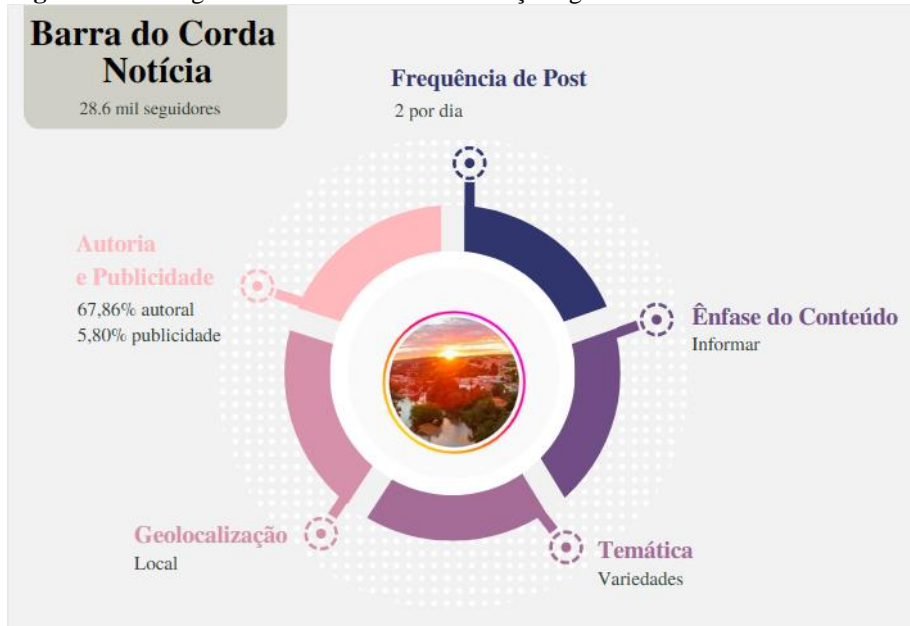 Barra do Corda
Notícia
28.6 mil seguidores
Frequência de Post
2 por dia
Autoria
e Publicidade
67,86% autoral
5,80% publicidade
Ênfase do Conteúdo
Informar
Geolocalização
Local
Temática
Variedades